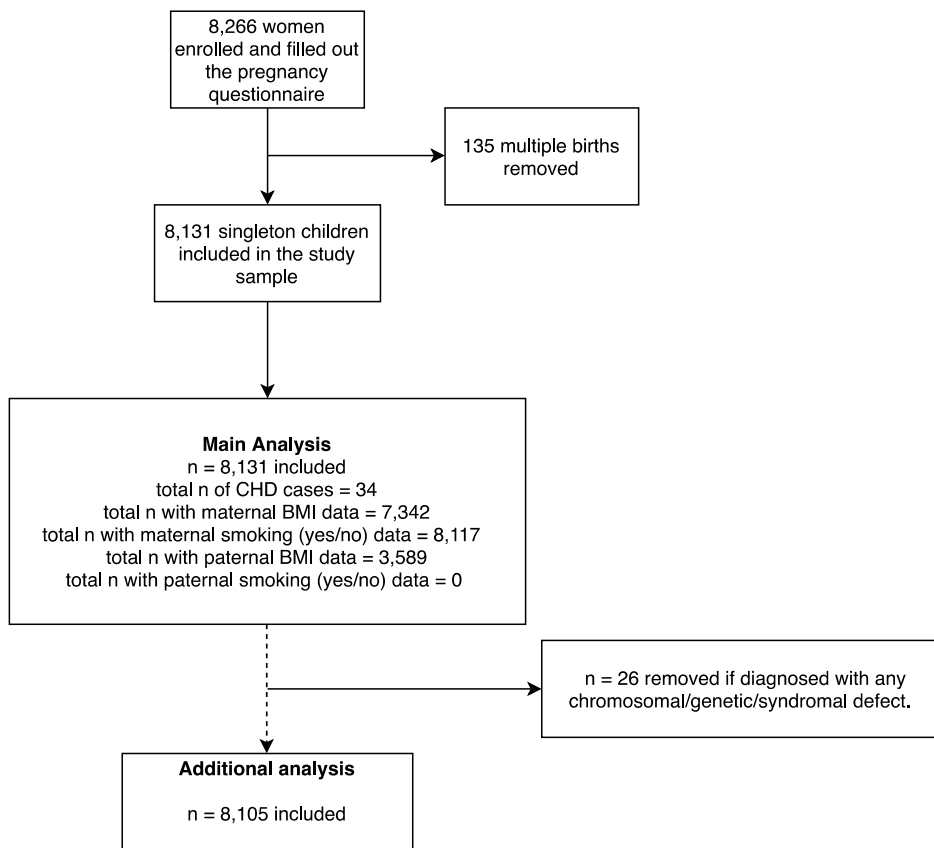 8,266 women
enrolled and filled out
the pregnancy
questionnaire
135 multiple births
removed
8,131 singleton children
included in the study
sample
Main Analysis
n = 8,131 included
total n of CHD cases = 34
total n with maternal BMI data = 7,342
total n with maternal smoking (yes/no) data = 8,117
total n with paternal BMI data = 3,589
total n with paternal smoking (yes/no) data = 0
n = 26 removed if diagnosed with any
chromosomal/genetic/syndromal defect.
Additional analysis
n = 8,105 included